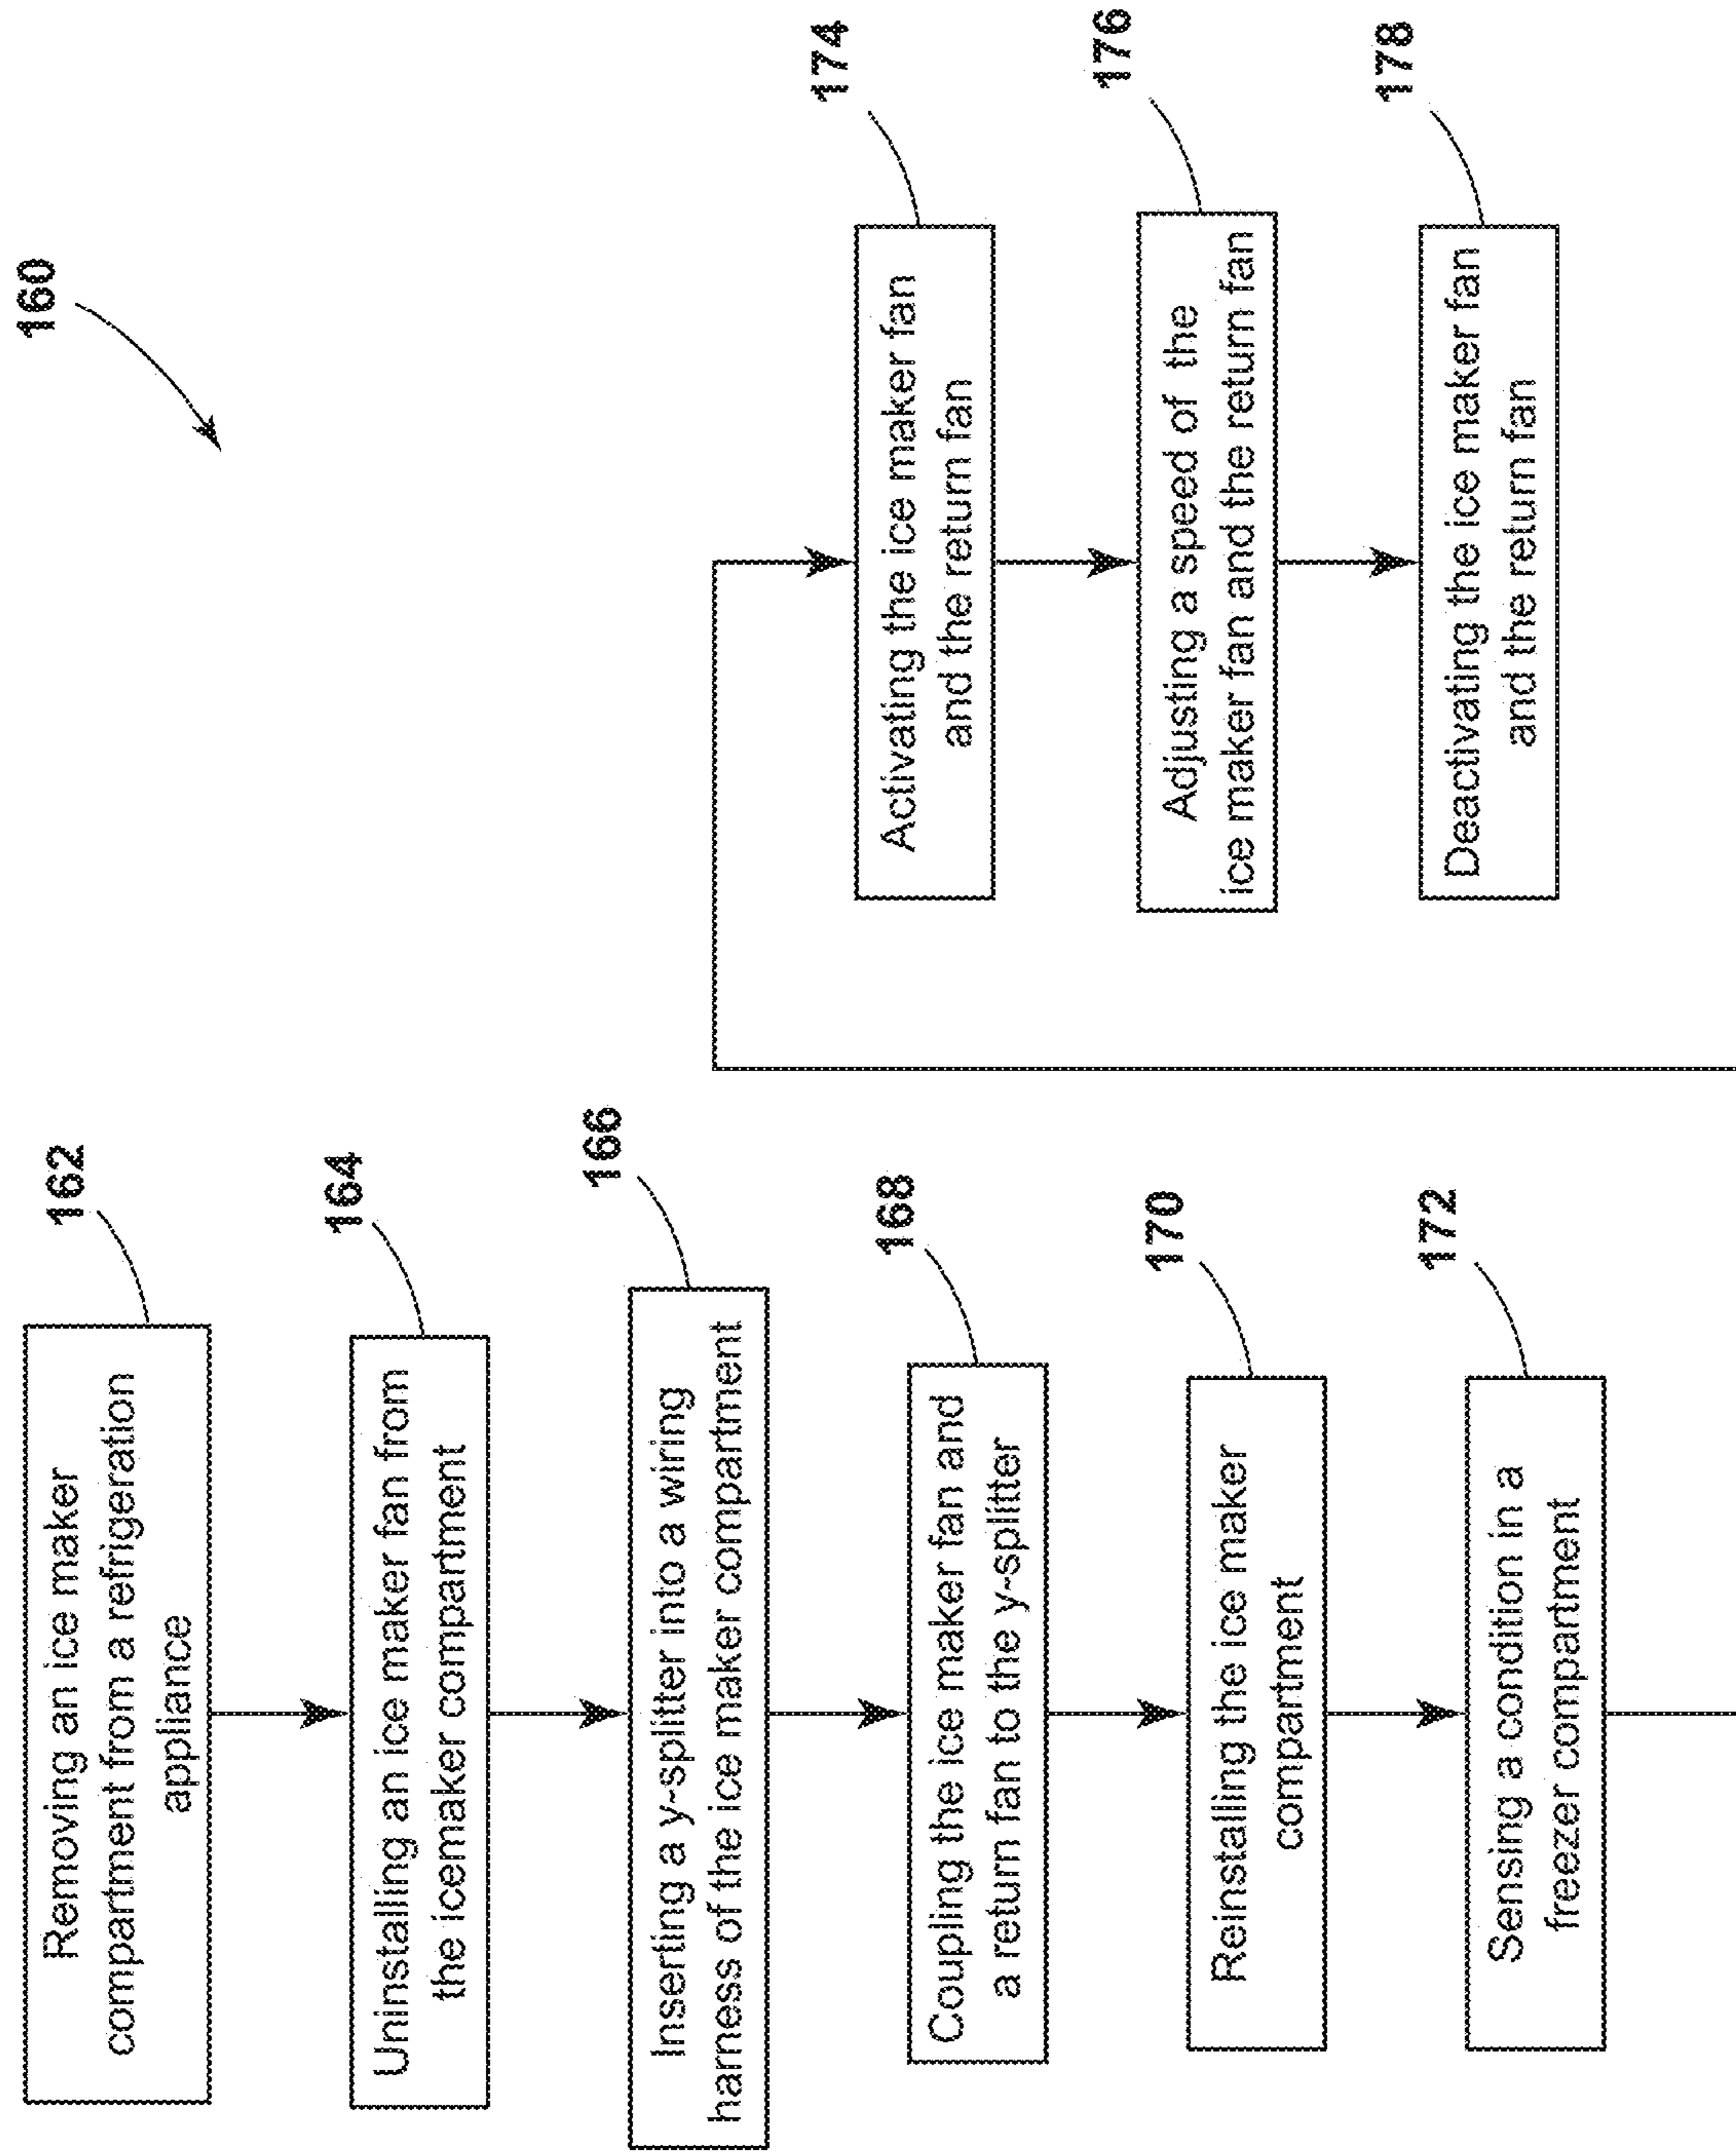 160
162
Removing an ice maker
compartment from a refrigeration
appliance
164
Uninstalling an ice maker fan from
the icemaker compartment
166
Inserting a y-splitter into a wiring
harness of the ice maker compartment
168
Coupling the ice maker fan and
a return fan to the y-splitter
170
Reinstalling the ice maker
compartment
172
Sensing a condition in a
freezer compartment
174
Activating the ice maker fan
and the return fan
176
Adjusting a speed of the
ice maker fan and the return fan
178
Deactivating the ice maker fan
and the return fan